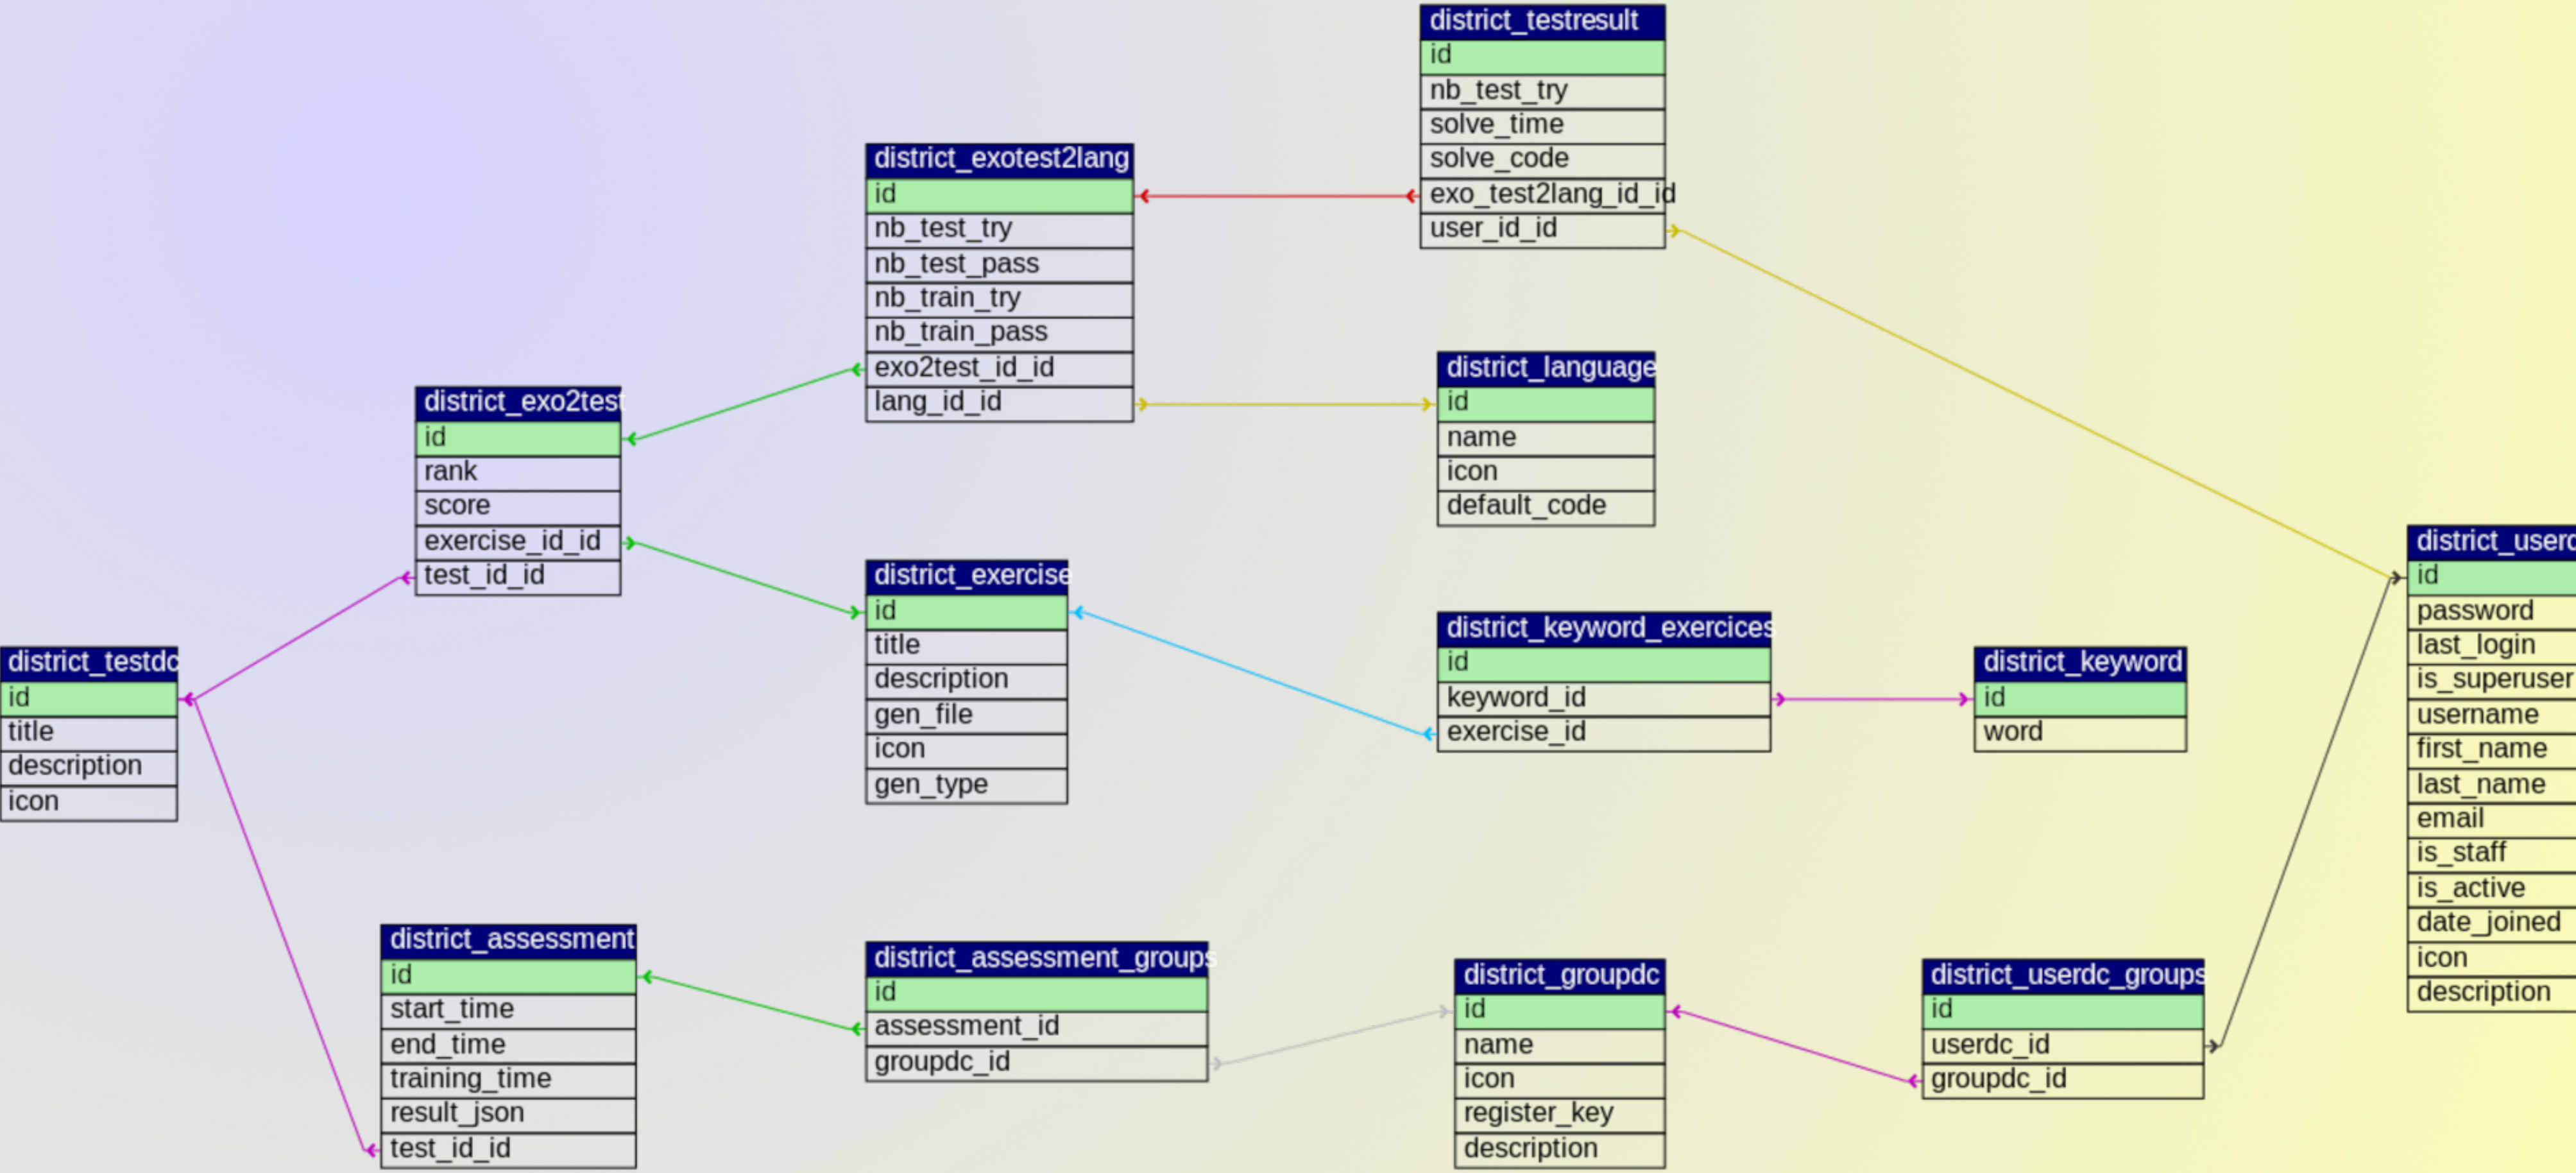 district_testresult
id
nb_test_try
solve_time
solve_code
exo_test2lang_id_id
user_id_id
district_exotest2lang
id
nb_test_try
nb_test_pass
nb_train_try
nb_train_pass
exo2test_id_id
lang_id_id
district_language
id
name
icon
default_code
district_exo2test
id
rank
score
exercise_id_id
test_id_id
district_exercise
id
title
description
gen_file
icon
gen_type
district_keyword_exercices
id
keyword_id
exercise_id
district_keyword
id
word
district_testdc
id
title
description
icon
district_userd
id
password
last_login
is_superuser
username
first_name
last_name
email
is_staff
is_active
date_joined
icon
description
district_assessment
id
start_time
end_time
training_time
result_json
test_id_id
district_assessment_groups
id
assessment_id
groupdc_id
district_groupdc
id
name
icon
register_key
description
district_userdc_groups
id
userdc_id
groupdc_id